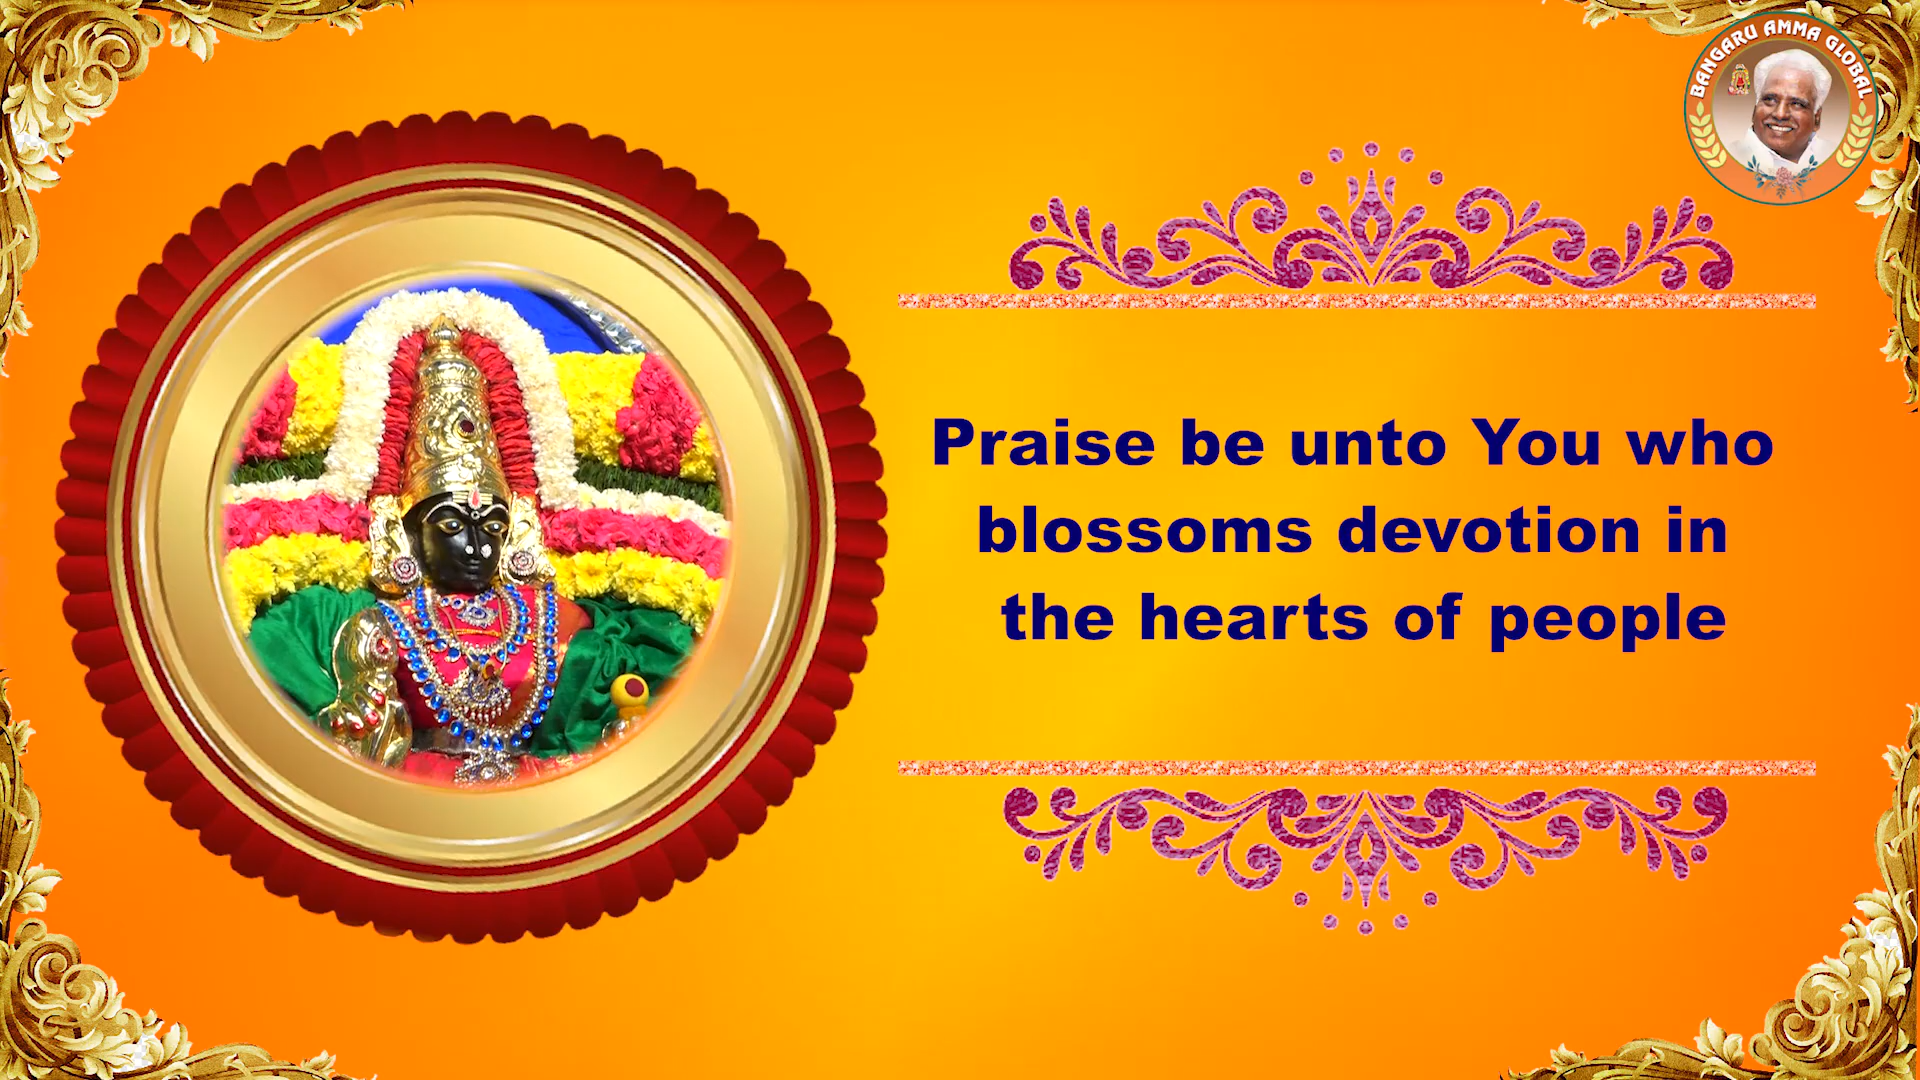 BANGARU AMMA GLOBAL
Praise be unto You who
blossoms devotion in
the hearts of people